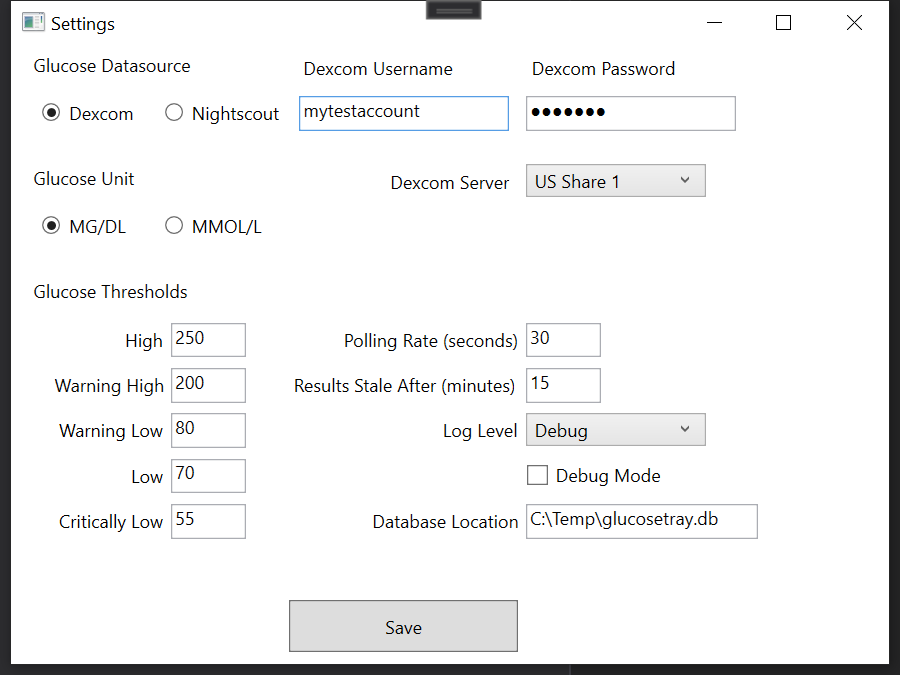 Settings
Glucose Datasource
Dexcom Username
Dexcom Password
Dexcom
Nightscout
mytestaccount
●●●●●●●
Glucose Unit
Dexcom Server
US Share 1
MG/DL
MMOL/L
Glucose Thresholds
High
250
Polling Rate (seconds)
30
Warning High
200
Results Stale After (minutes)
15
Warning Low
80
Log Level
Debug
Low
70
Debug Mode
Critically Low
55
Database Location
C:\Temp\glucosetray.db
Save